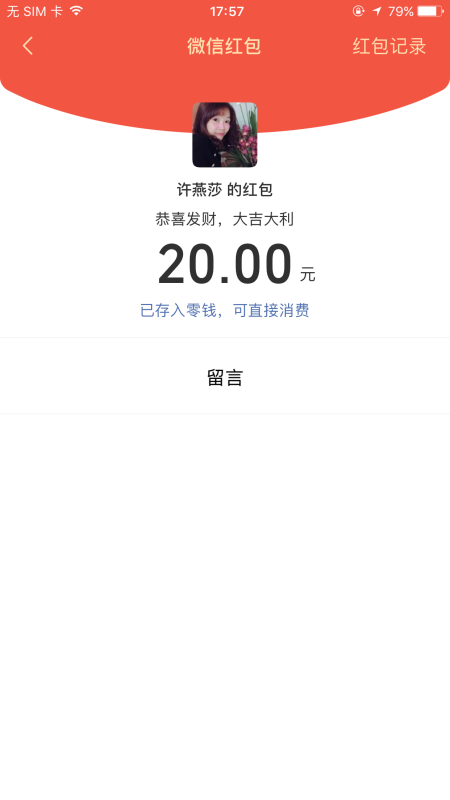 无 SIM 卡 17:57 79%
微信红包 红包记录
许燕莎 的红包
恭喜发财，大吉大利
20.00 元
已存入零钱，可直接消费
留言